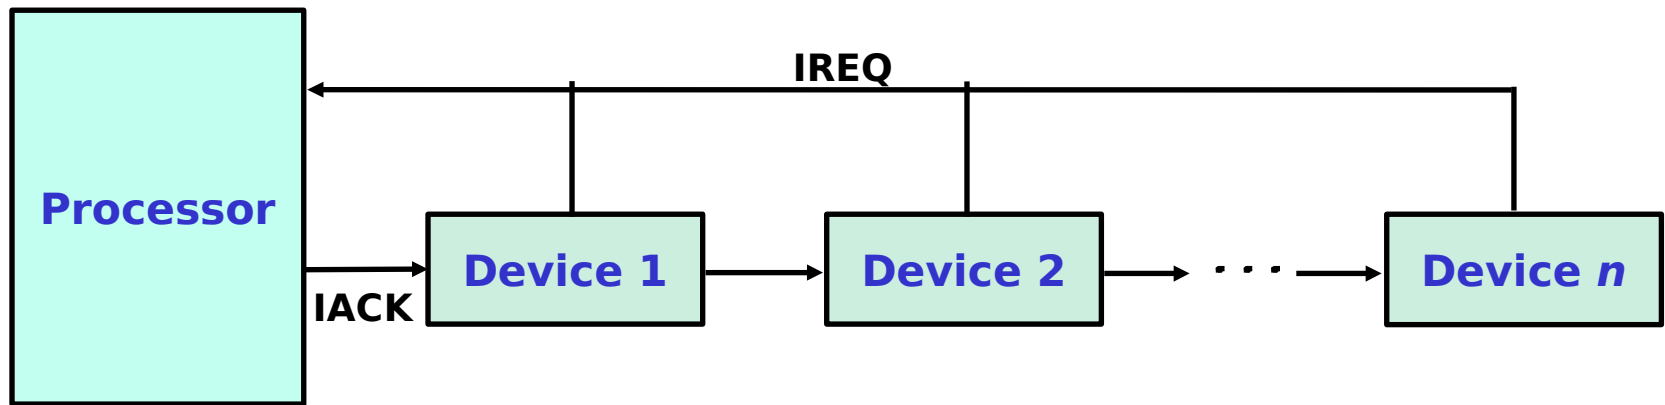 IREQ
Processor
Device 1
Device 2
. . .
Device n
IACK